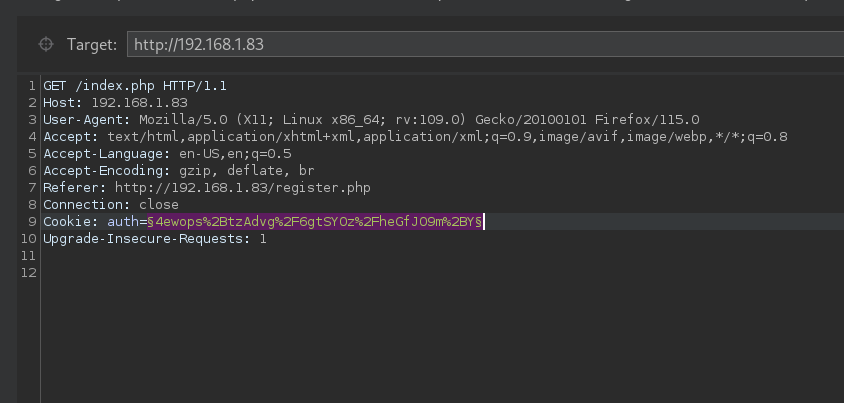 Target: http://192.168.1.83
1 GET /index.php HTTP/1.1
2 Host: 192.168.1.83
3 User-Agent: Mozilla/5.0 (X11; Linux x86_64; rv:109.0) Gecko/20100101 Firefox/115.0
4 Accept: text/html,application/xhtml+xml,application/xml;q=0.9,image/avif,image/webp,*/*;q=0.8
5 Accept-Language: en-US,en;q=0.5
6 Accept-Encoding: gzip, deflate, br
7 Referer: http://192.168.1.83/register.php
8 Connection: close
9 Cookie: auth=§4ewops%2BtzAdvg%2F6gtSYOz%2FheGfJO9m%2BY§
10 Upgrade-Insecure-Requests: 1
11
12